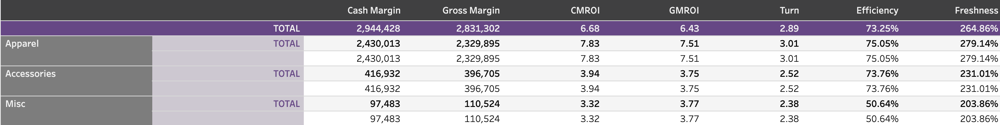 Cash Margin Gross Margin CMROI GMROI Turn Efficiency Freshness
TOTAL 2,944,428 2,831,302 6.68 6.43 2.89 73.25% 264.86%
Apparel TOTAL 2,430,013 2,329,895 7.83 7.51 3.01 75.05% 279.14%
2,430,013 2,329,895 7.83 7.51 3.01 75.05% 279.14%
Accessories TOTAL 416,932 396,705 3.94 3.75 2.52 73.76% 231.01%
416,932 396,705 3.94 3.75 2.52 73.76% 231.01%
Misc TOTAL 97,483 110,524 3.32 3.77 2.38 50.64% 203.86%
97,483 110,524 3.32 3.77 2.38 50.64% 203.86%